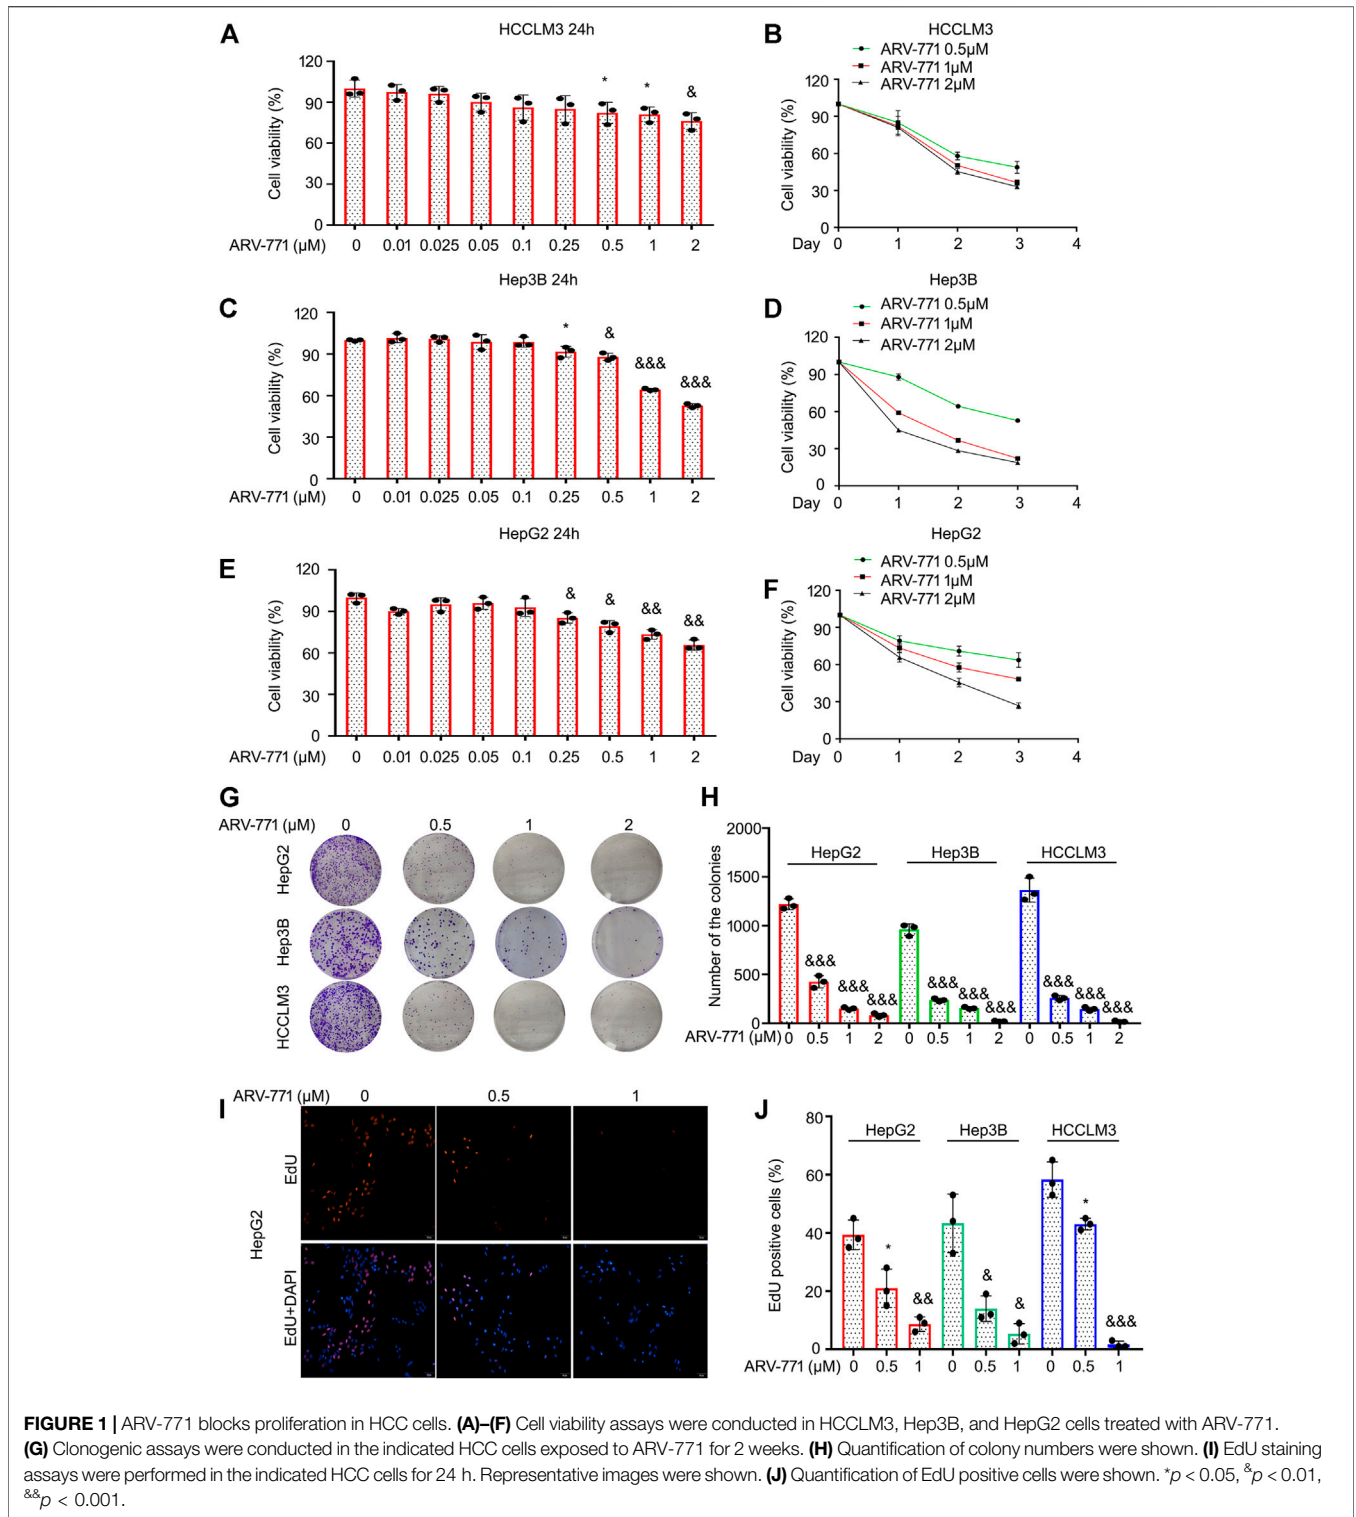 A
HCCLM3 24h
Cell viability (%)
120
90
60
30
0
* * &
ARV-771 (µM) 0 0.01 0.025 0.05 0.1 0.25 0.5 1 2
B
HCCLM3
ARV-771 0.5µM
ARV-771 1µM
ARV-771 2µM
Cell viability (%)
120
90
60
30
0
Day 0 1 2 3 4
C
Hep3B 24h
Cell viability (%)
120
90
60
30
0
* & &&& &&&
ARV-771 (µM) 0 0.01 0.025 0.05 0.1 0.25 0.5 1 2
D
Hep3B
ARV-771 0.5µM
ARV-771 1µM
ARV-771 2µM
Cell viability (%)
120
90
60
30
0
Day 0 1 2 3 4
E
HepG2 24h
Cell viability (%)
120
90
60
30
0
& & && &&
ARV-771 (µM) 0 0.01 0.025 0.05 0.1 0.25 0.5 1 2
F
HepG2
ARV-771 0.5µM
ARV-771 1µM
ARV-771 2µM
Cell viability (%)
120
90
60
30
0
Day 0 1 2 3 4
G
ARV-771 (µM) 0 0.5 1 2
HepG2
Hep3B
HCCLM3
H
Number of the colonies
2000
1500
1000
500
0
HepG2 Hep3B HCCLM3
&&& &&& &&& &&& &&& &&& &&& &&& &&&
ARV-771 (µM) 0 0.5 1 2 0 0.5 1 2 0 0.5 1 2
I
ARV-771 (µM) 0 0.5 1
HepG2
EdU
EdU+DAPI
J
EdU positive cells (%)
80
60
40
20
0
HepG2 Hep3B HCCLM3
* && & & * &&&
ARV-771 (µM) 0 0.5 1 0 0.5 1 0 0.5 1
FIGURE 1 | ARV-771 blocks proliferation in HCC cells. (A)–(F) Cell viability assays were conducted in HCCLM3, Hep3B, and HepG2 cells treated with ARV-771.
(G) Clonogenic assays were conducted in the indicated HCC cells exposed to ARV-771 for 2 weeks. (H) Quantification of colony numbers were shown. (I) EdU staining
assays were performed in the indicated HCC cells for 24 h. Representative images were shown. (J) Quantification of EdU positive cells were shown. *p < 0.05, &p < 0.01,
&&p < 0.001.